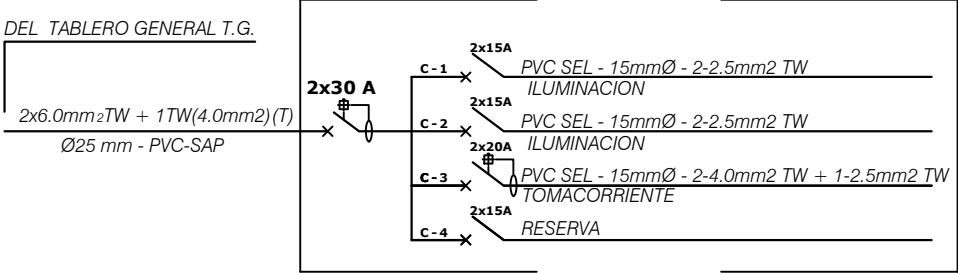 DEL TABLERO GENERAL T.G.
2x6.0mm2TW + 1TW(4.0mm2)(T)
Ø25 mm - PVC-SAP
2x30 A
2x15A
C-1
PVC SEL - 15mmØ - 2-2.5mm2 TW
ILUMINACION
2x15A
C-2
PVC SEL - 15mmØ - 2-2.5mm2 TW
ILUMINACION
2x20A
C-3
PVC SEL - 15mmØ - 2-4.0mm2 TW + 1-2.5mm2 TW
TOMACORRIENTE
2x15A
C-4
RESERVA